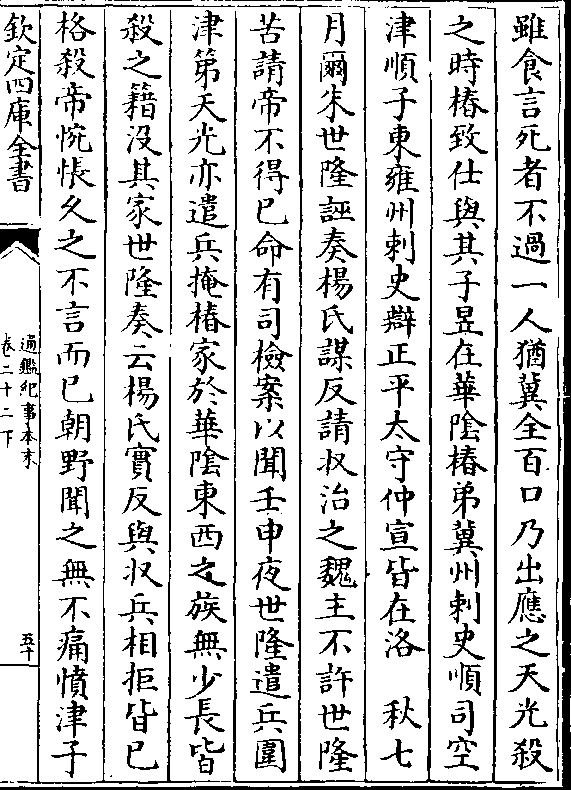 雖食言死者不過一人猶冀全百口乃出應之天光殺
之時椿致仕與其子昱在華隂椿弟冀州刺史順司空
津順子東雍州刺史辯正平太守仲宣皆在洛　秋七
月爾朱世隆誣奏楊氏謀反請収治之魏主不許世隆
苦請帝不得已命有司檢案以聞壬申夜世隆遣兵圍
津第天光亦遣兵掩椿家於華隂東西之族無少長皆
殺之籍没其家世隆奏云楊氏實反與収兵相拒皆已
格殺帝惋悵久之不言而已朝野聞之無不痛憤津子
欽定四庫全書
通鑑紀事本末
卷二十二下
五十